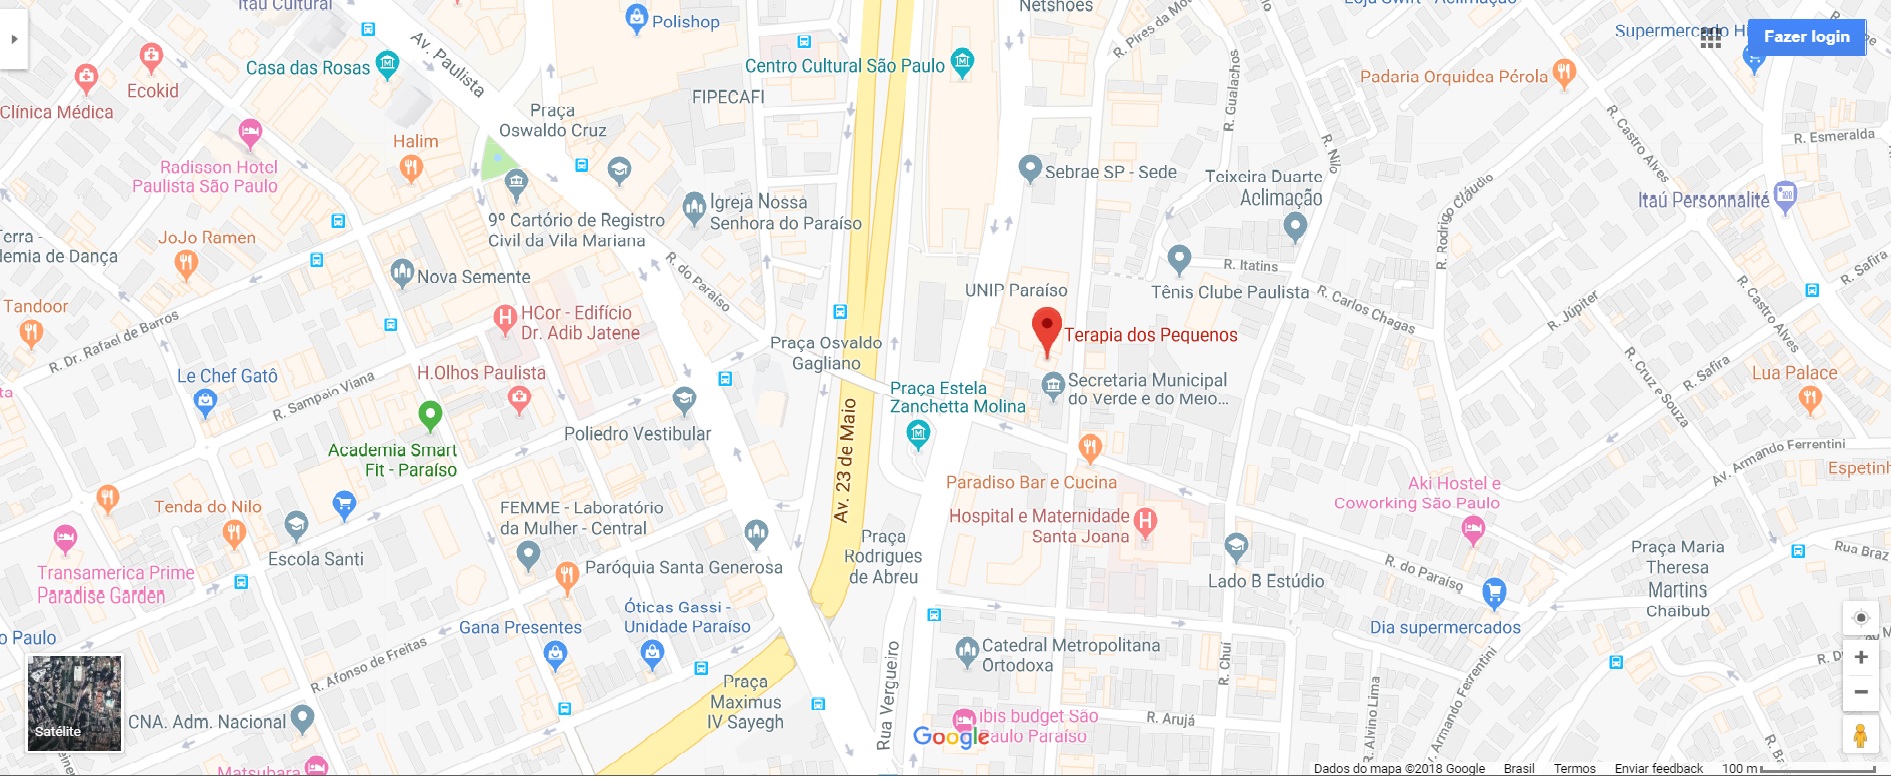 Itaú Cultural
Polishop
Netshoes
Supermercado
Fazer login
Av. Paulista
R. Pires da
Casa das Rosas
Centro Cultural São Paulo
Padaria Orquidea Pérola
Ecokid
FIPECAFI
R. Gualachos
Clínica Médica
Praça
Oswaldo Cruz
R. Castro Alves
R. Esmeralda
Halim
R. Nilo
Radisson Hotel
Paulista São Paulo
Sebrae SP - Sede
Teixeira Duarte
Aclimação
Itaú Personnalité
Igreja Nossa
Senhora do Paraíso
9º Cartório de Registro
Civil da Vila Mariana
R. Rodrigo Cláudio
JoJo Ramen
de Dança
R. do Paraíso
Nova Semente
R. Itatins
R. Safira
UNIP Paraíso
Tênis Clube Paulista
R. Carlos Chagas
R. Júpiter
R. Castro Alves
Tandoor
R. Dr. Rafael de Barros
HCor - Edifício
Dr. Adib Jatene
Terapia dos Pequenos
Praça Osvaldo
Gagliano
Le Chef Gatô
H.Olhos Paulista
R. Sampaio Viana
Praça Estela
Zanchetta Molina
Secretaria Municipal
do Verde e do Meio...
R. Cruz e Souza
R. Safira
Lua Palace
Av. 23 de Maio
Poliedro Vestibular
Academia Smart
Fit - Paraíso
Av. Armando Ferrentini
Paradiso Bar e Cucina
Aki Hostel e
Coworking São Paulo
Tenda do Nilo
FEMME - Laboratório
da Mulher - Central
Hospital e Maternidade
Santa Joana
Escola Santi
Praça
Rodrigues
de Abreu
Praça Maria
Theresa
Martins
Chaibub
Rua Braz
Transamerica Prime
Paradise Garden
Paróquia Santa Generosa
Lado B Estúdio
R. do Paraíso
Óticas Gassi -
Unidade Paraíso
Gana Presentes
Dia supermercados
o Paulo
R. Afonso de Freitas
Catedral Metropolitana
Ortodoxa
R. Chuí
Rua Vergueiro
R. Alvino Lima
R. Armando Ferrentini
Praça
Maximus
IV Sayegh
CNA. Adm. Nacional
Satélite
ibis budget São
Paulo Paraíso
Google
R. Arujá
Matsubara
Dados do mapa ©2018 Google Brasil Termos Enviar feedback 100 m